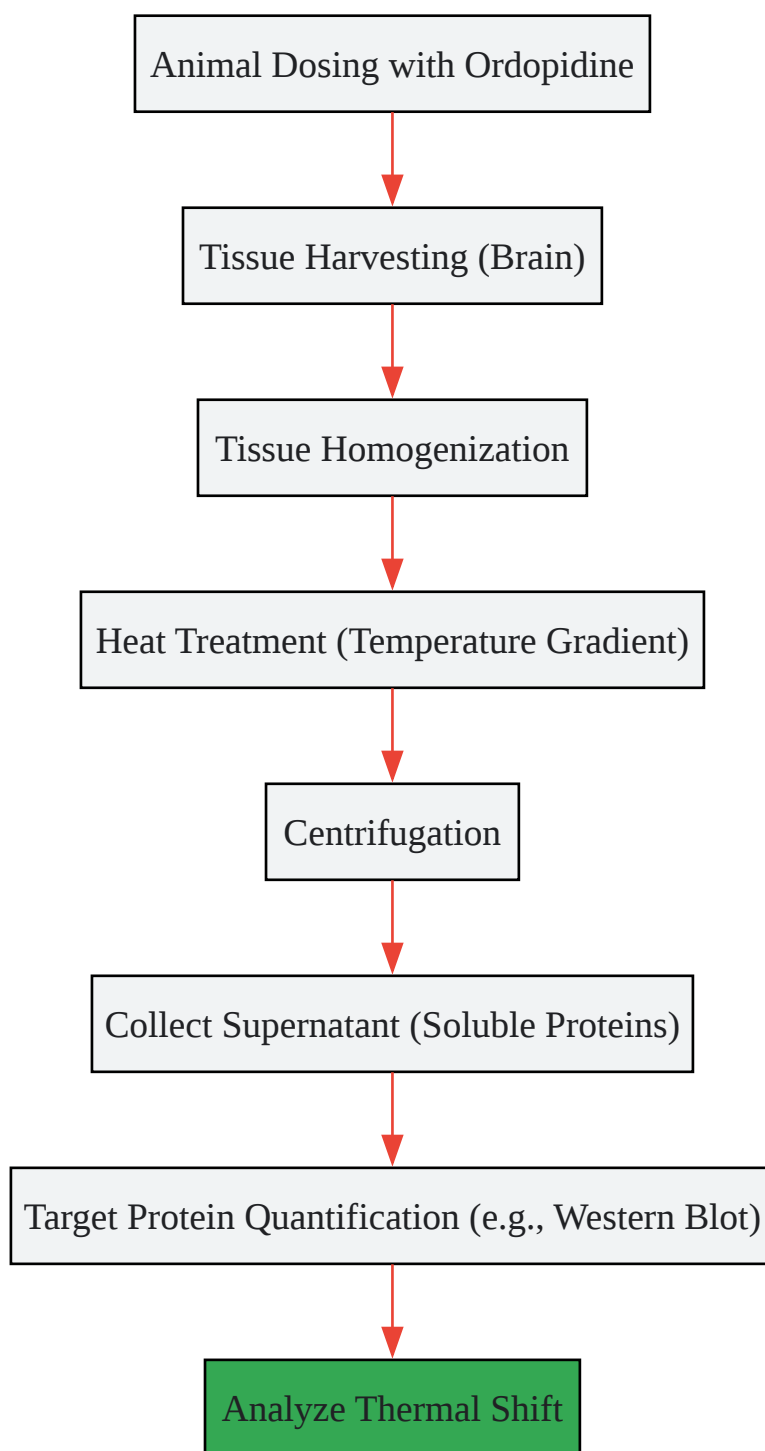 Animal Dosing with Ordopidine
Tissue Harvesting (Brain)
Tissue Homogenization
Heat Treatment (Temperature Gradient)
Centrifugation
Collect Supernatant (Soluble Proteins)
Target Protein Quantification (e.g., Western Blot)
Analyze Thermal Shift